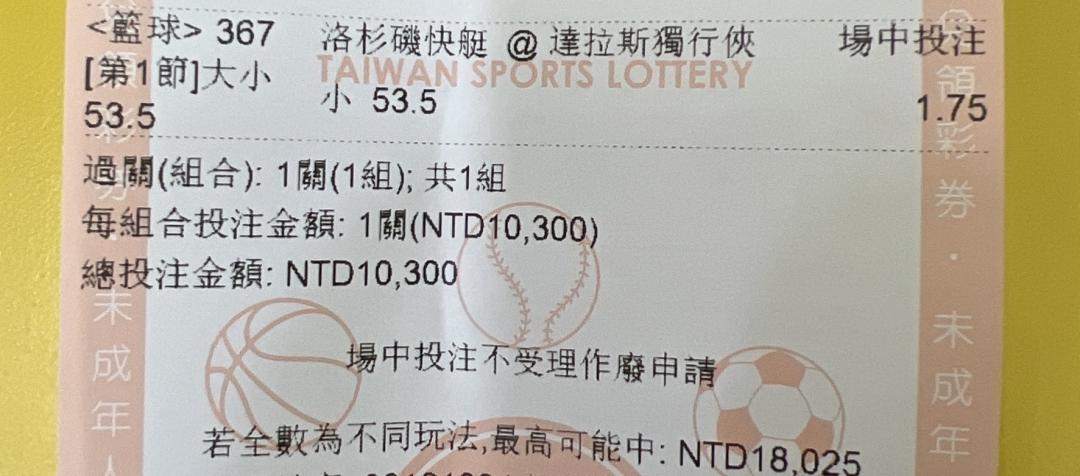 <籃球> 367 洛杉磯快艇 @ 達拉斯獨行俠 場中投注
[第1節]大小
TAIWAN SPORTS LOTTERY
53.5 小 53.5 1.75
過關(組合): 1關(1組); 共1組
每組合投注金額: 1關(NTD10,300)
總投注金額: NTD10,300
場中投注不受理作廢申請
若全數為不同玩法,最高可能中: NTD18,025
領
彩
券
·
未
成
年
未
成
年
人